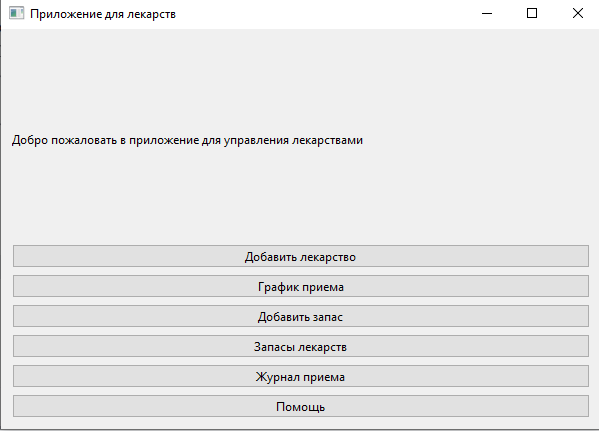 Приложение для лекарств
Добро пожаловать в приложение для управления лекарствами
Добавить лекарство
График приема
Добавить запас
Запасы лекарств
Журнал приема
Помощь